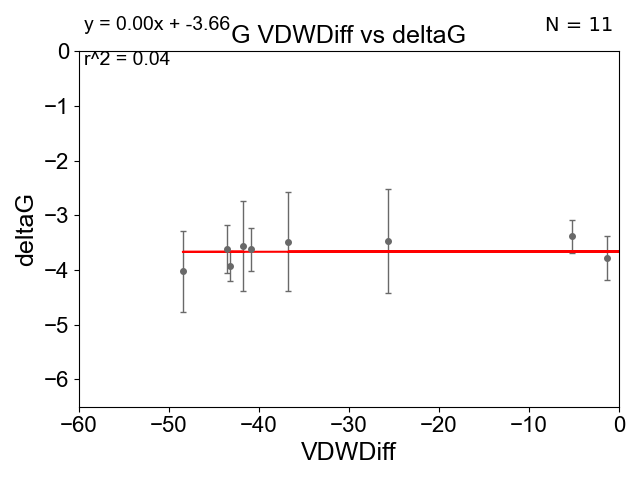 y = 0.00x + -3.66
G VDWDiff vs deltaG
N = 11
r^2 = 0.04
0
−1
−2
−3
−4
−5
−6
deltaG
−60
−50
−40
−30
−20
−10
0
VDWDiff